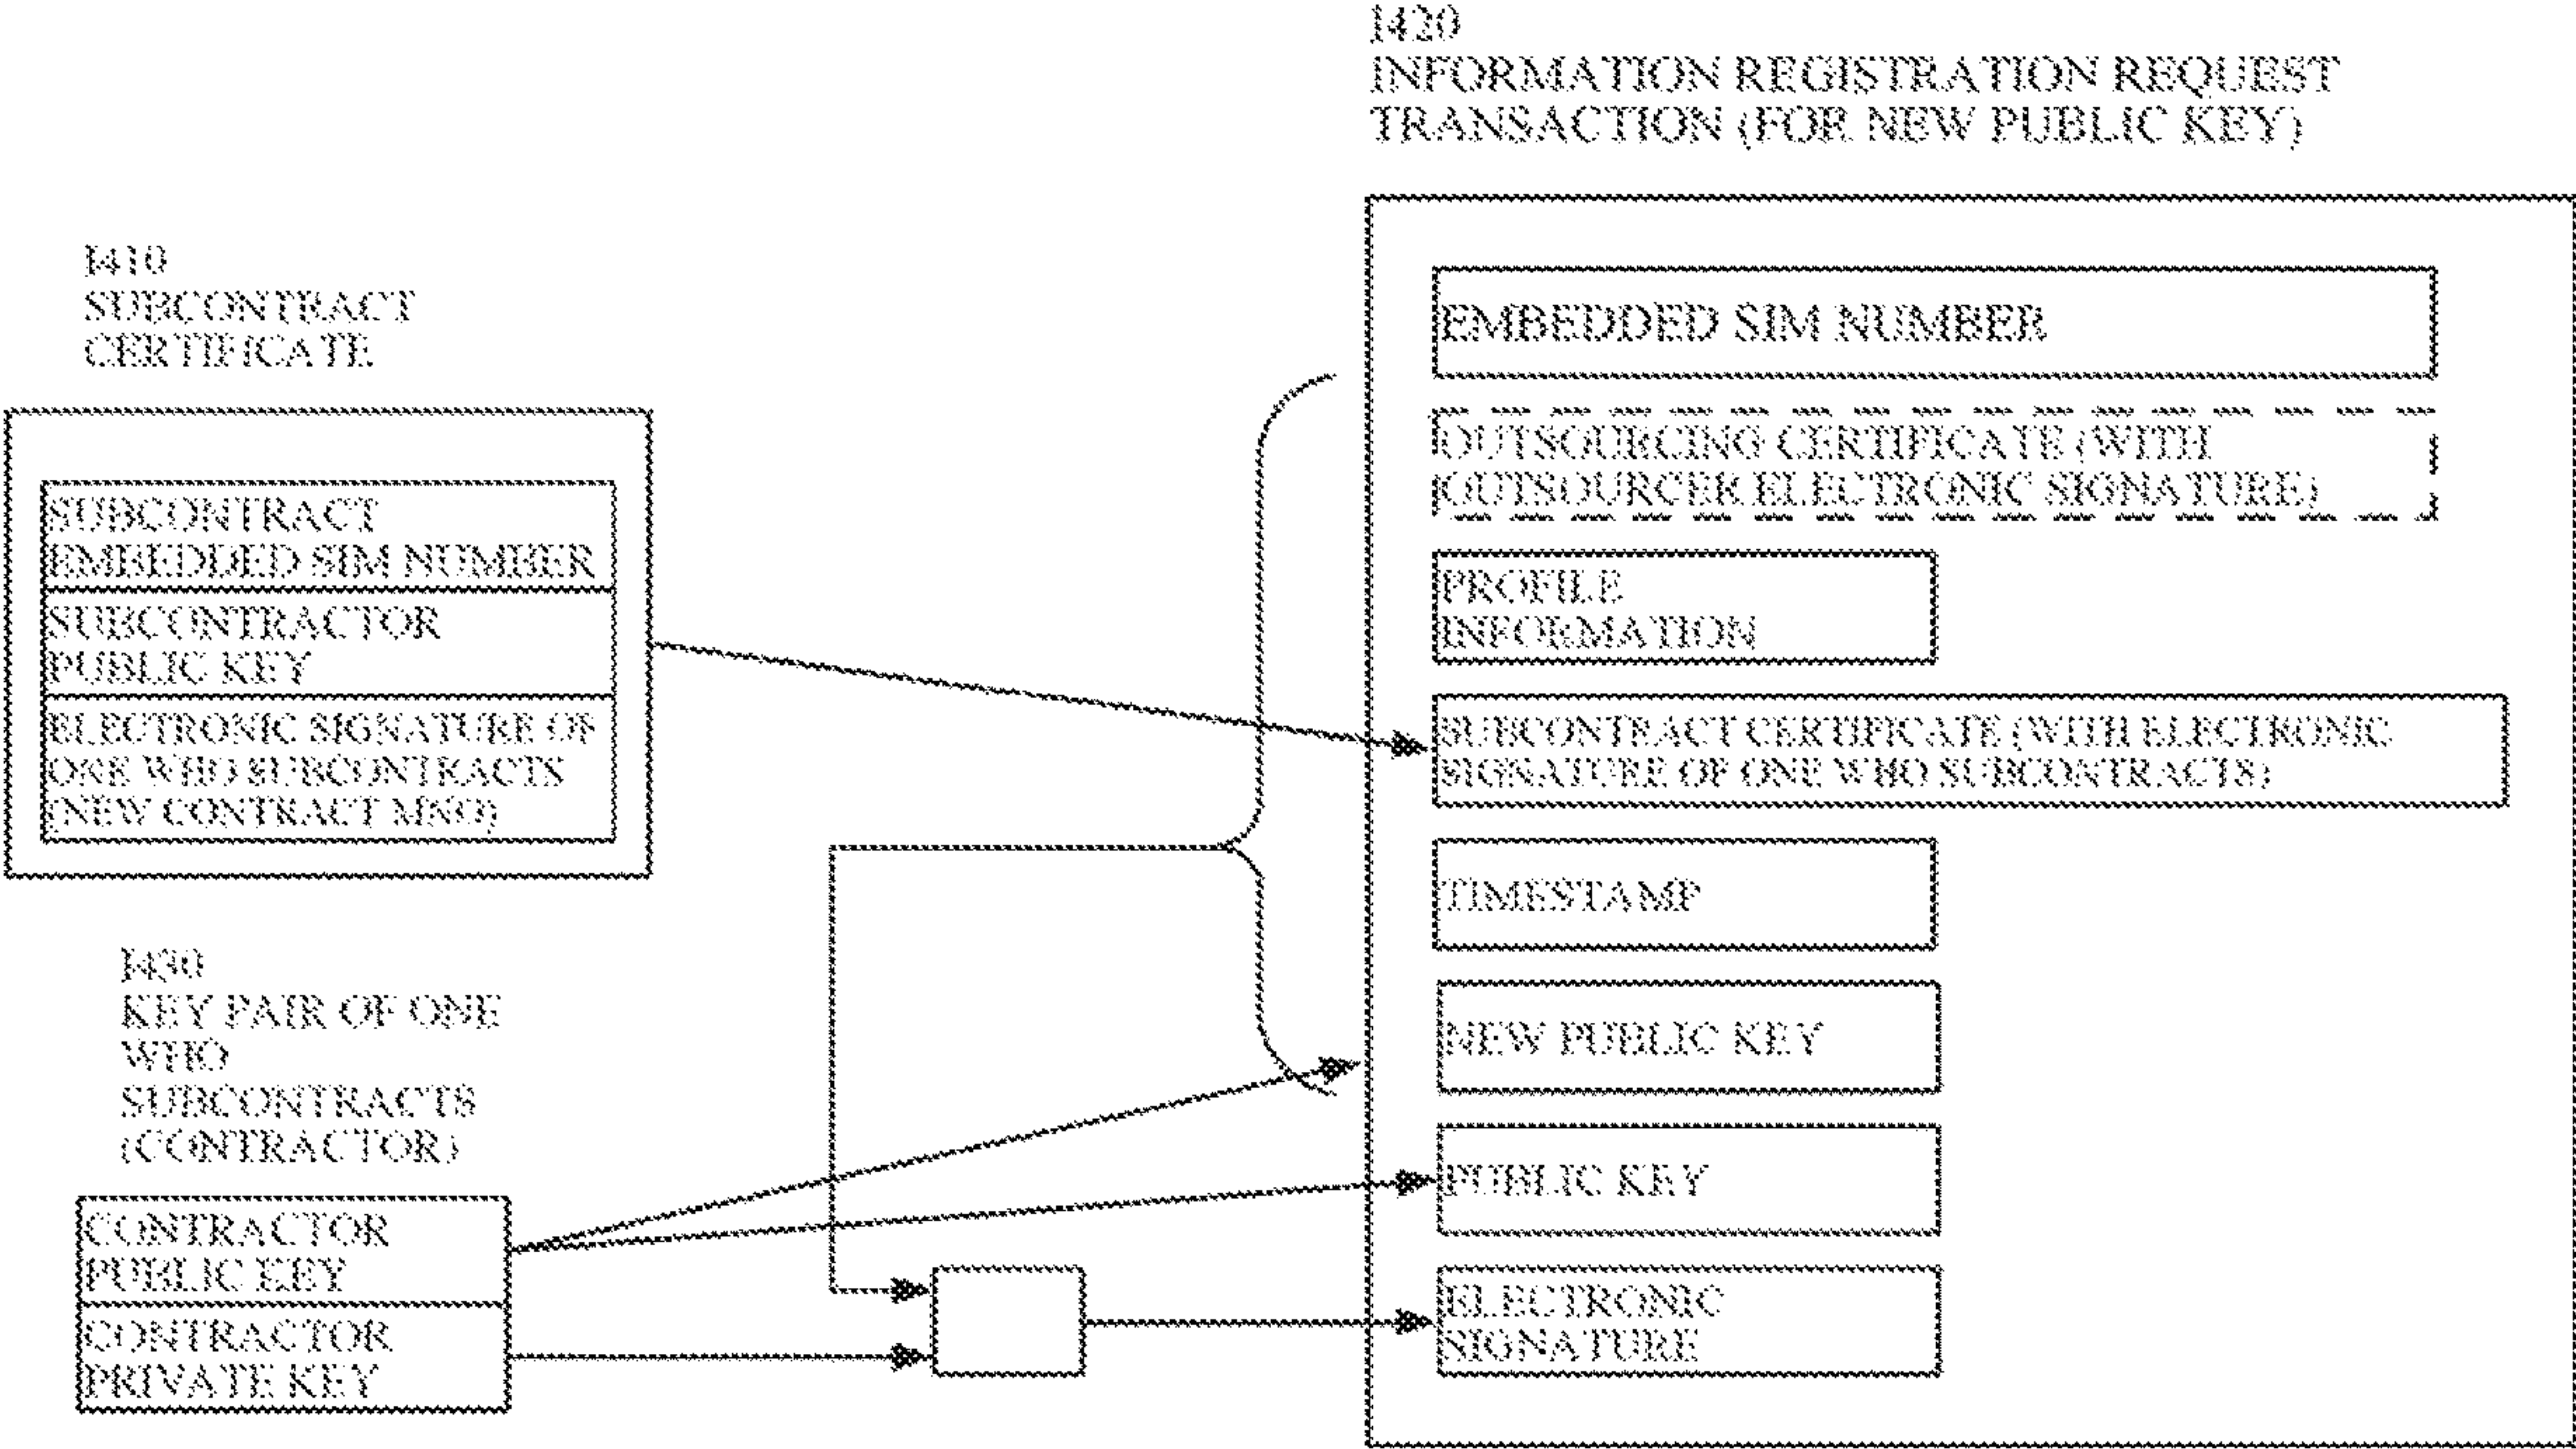 I420
INFORMATION REGISTRATION REQUEST
TRANSACTION (FOR NEW PUBLIC KEY)
I410
SUBCONTRACT
CERTIFICATE
SUBCONTRACT
EMBEDDED SIM NUMBER
SUBCONTRACTOR
PUBLIC KEY
ELECTRONIC SIGNATURE OF
ONE WHO SUBCONTRACTS
(NEW CONTRACT MNO)
I430
KEY PAIR OF ONE
WHO
SUBCONTRACTS
(CONTRACTOR)
CONTRACTOR
PUBLIC KEY
CONTRACTOR
PRIVATE KEY
EMBEDDED SIM NUMBER
OUTSOURCING CERTIFICATE (WITH
OUTSOURCER ELECTRONIC SIGNATURE)
PROFILE
INFORMATION
SUBCONTRACT CERTIFICATE (WITH ELECTRONIC
SIGNATURE OF ONE WHO SUBCONTRACTS)
TIMESTAMP
NEW PUBLIC KEY
PUBLIC KEY
ELECTRONIC
SIGNATURE